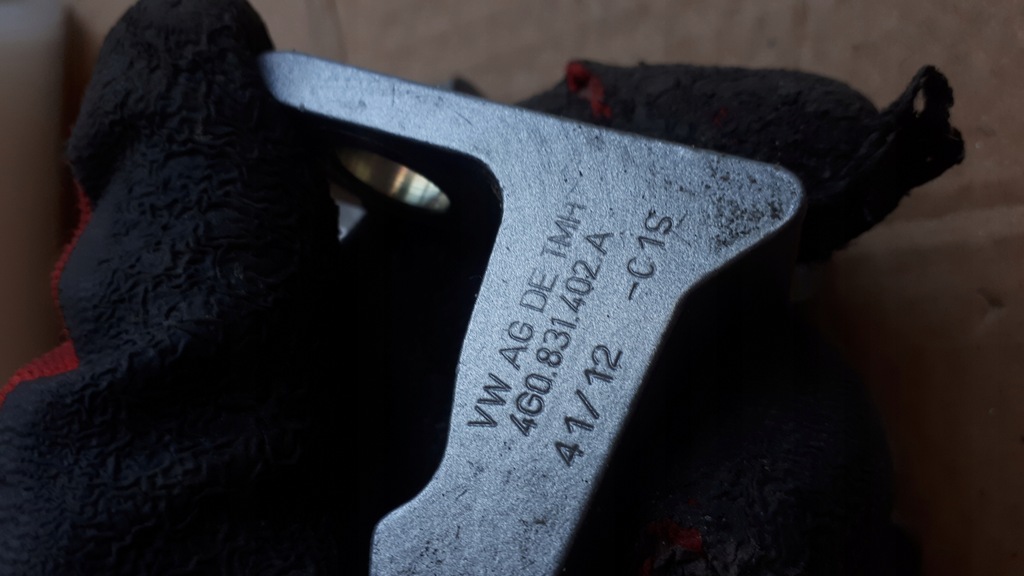 VW AG DE TMH
4G0.831.402.A
41/12 -C1S